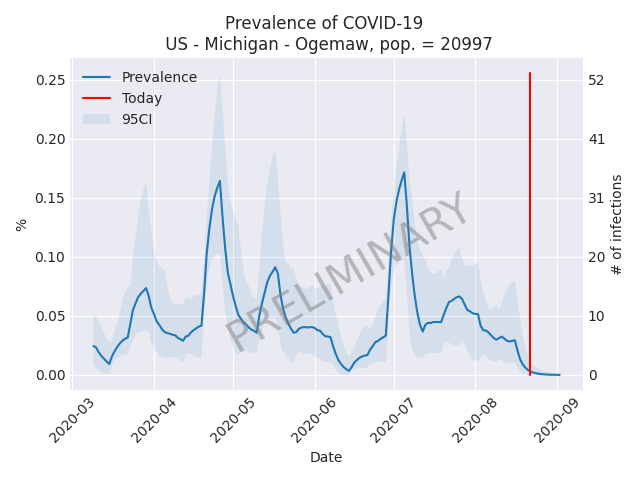 Prevalence of COVID-19
US - Michigan - Ogemaw, pop. = 20997
Prevalence
Today
95CI
0.25
0.20
0.15
0.10
0.05
0.00
%
52
41
31
20
10
0
# of infections
PRELIMINARY
2020-03
2020-04
2020-05
2020-06
2020-07
2020-08
2020-09
Date